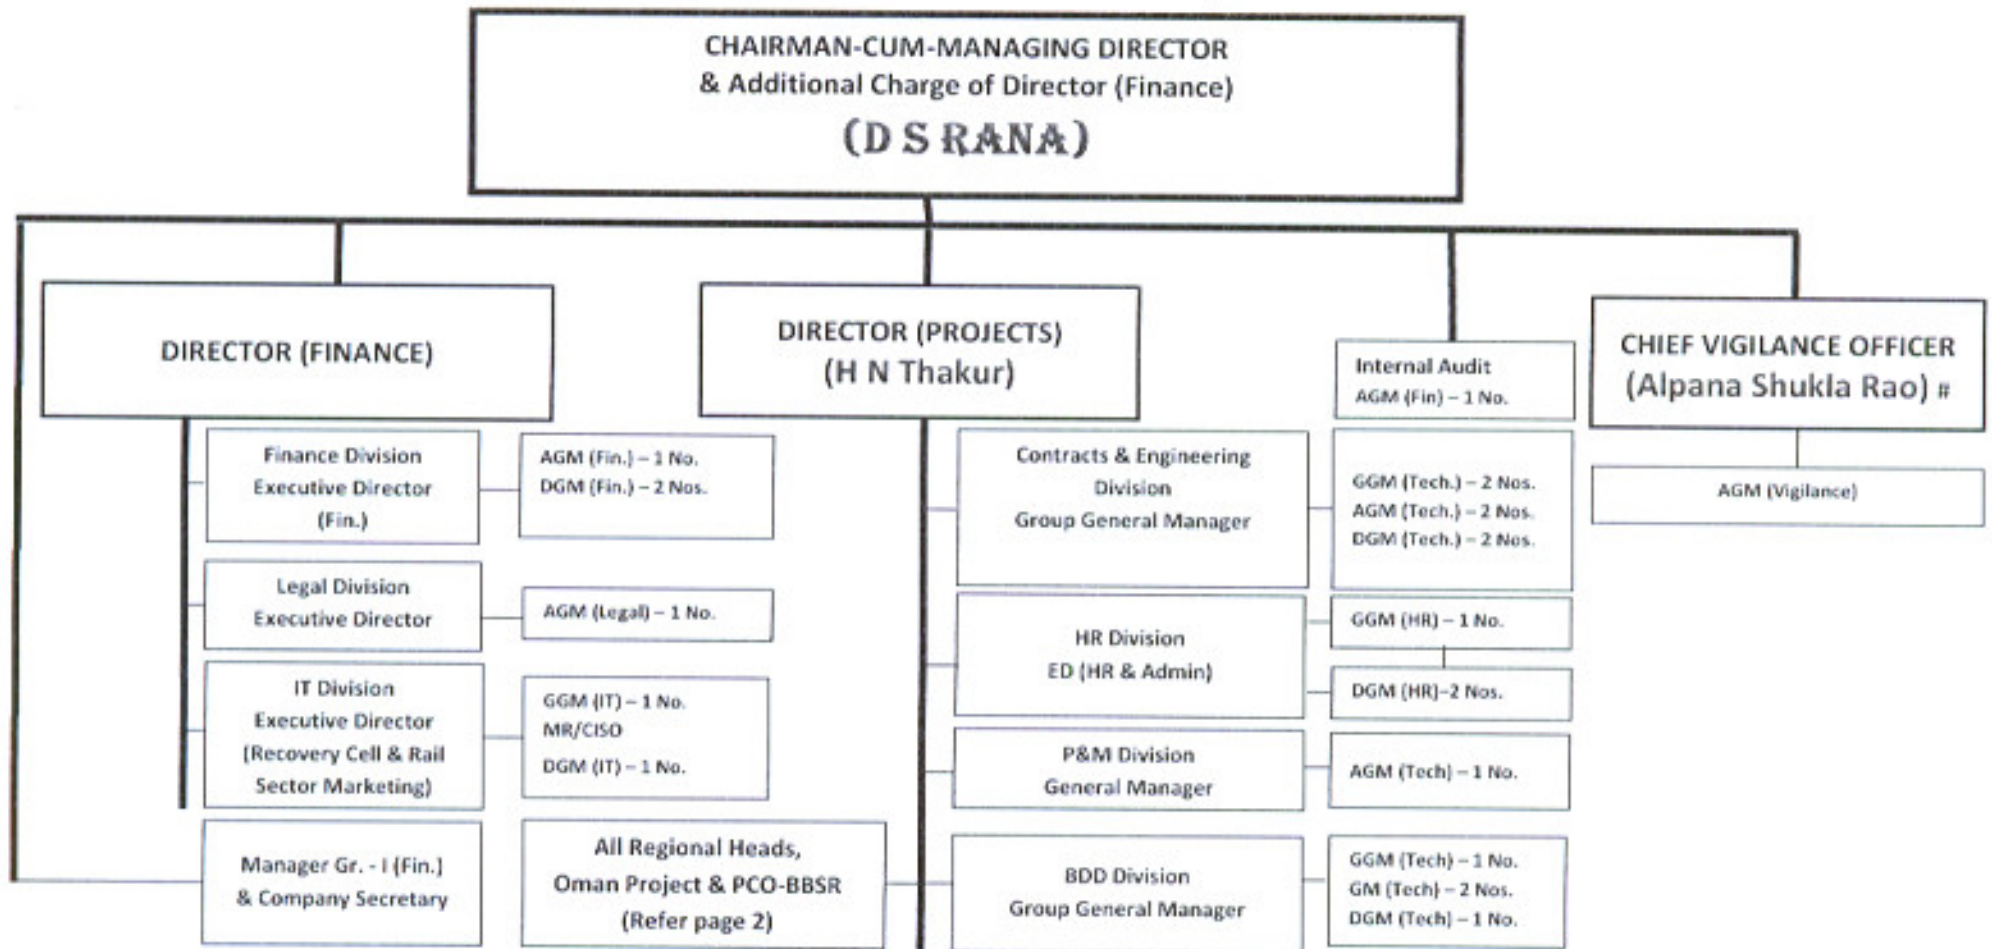 CHAIRMAN-CUM-MANAGING DIRECTOR
& Additional Charge of Director (Finance)
(D S RANA)
DIRECTOR (FINANCE)
DIRECTOR (PROJECTS)
(H N Thakur)
Internal Audit
AGM (Fin) – 1 No.
CHIEF VIGILANCE OFFICER
(Alpana Shukla Rao) #
AGM (Vigilance)
Finance Division
Executive Director
(Fin.)
AGM (Fin.) – 1 No.
DGM (Fin.) – 2 Nos.
Legal Division
Executive Director
AGM (Legal) – 1 No.
IT Division
Executive Director
(Recovery Cell & Rail
Sector Marketing)
GGM (IT) – 1 No.
MR/CISO
DGM (IT) – 1 No.
Manager Gr. - I (Fin.)
& Company Secretary
All Regional Heads,
Oman Project & PCO-BBSR
(Refer page 2)
Contracts & Engineering
Division
Group General Manager
GGM (Tech.) – 2 Nos.
AGM (Tech.) – 2 Nos.
DGM (Tech.) – 2 Nos.
HR Division
ED (HR & Admin)
GGM (HR) – 1 No.
DGM (HR)–2 Nos.
P&M Division
General Manager
AGM (Tech) – 1 No.
BDD Division
Group General Manager
GGM (Tech) – 1 No.
GM (Tech) – 2 Nos.
DGM (Tech) – 1 No.